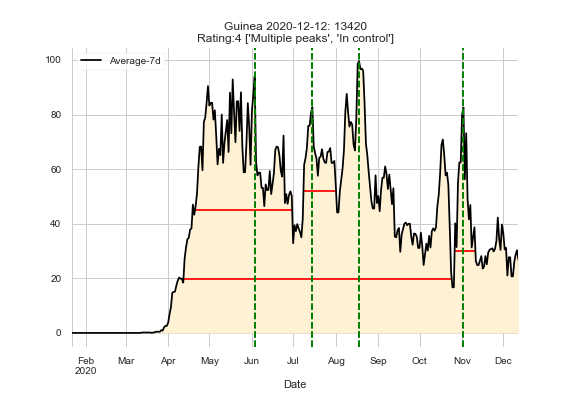 Guinea 2020-12-12: 13420
Rating:4 ['Multiple peaks', 'In control']
Average-7d
100
80
60
40
20
0
Feb Mar Apr May Jun Jul Aug Sep Oct Nov Dec
2020
Date